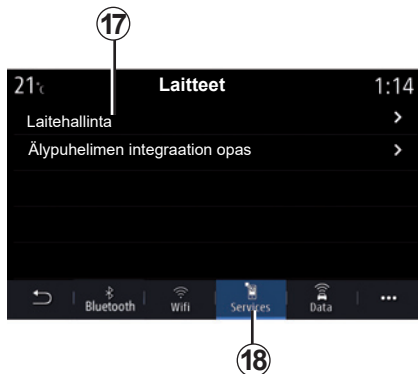 17
21°c Laitteet 1:14
Laitehallinta >
Älypuhelimen integraation opas >
Bluetooth Wifi Services Data •••
18